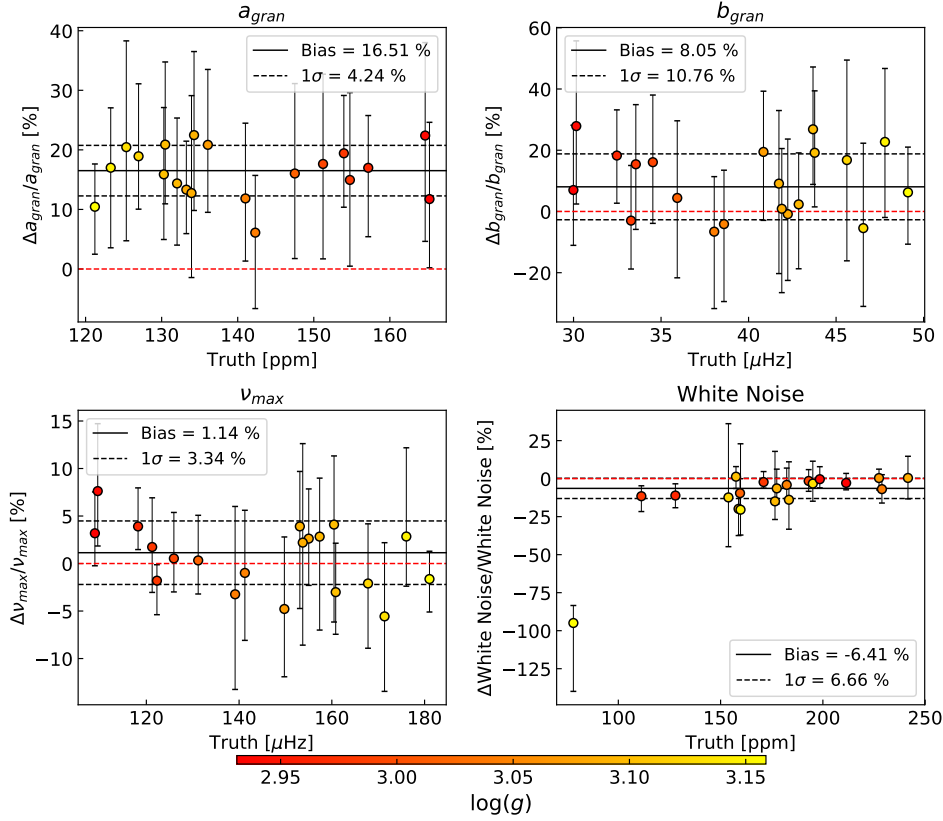 a_gran
b_gran
Δa_gran/a_gran [%]
40
30
20
10
0
Bias = 16.51 %
1σ = 4.24 %
120
130
140
150
160
Truth [ppm]
Δb_gran/b_gran [%]
60
40
20
0
−20
Bias = 8.05 %
1σ = 10.76 %
30
35
40
45
50
Truth [μHz]
ν_max
White Noise
Δν_max/ν_max [%]
15
10
5
0
−5
−10
Bias = 1.14 %
1σ = 3.34 %
120
140
160
180
Truth [μHz]
ΔWhite Noise/White Noise [%]
25
0
−25
−50
−75
−100
−125
Bias = -6.41 %
1σ = 6.66 %
100
150
200
250
Truth [ppm]
2.95
3.00
3.05
3.10
3.15
log(g)